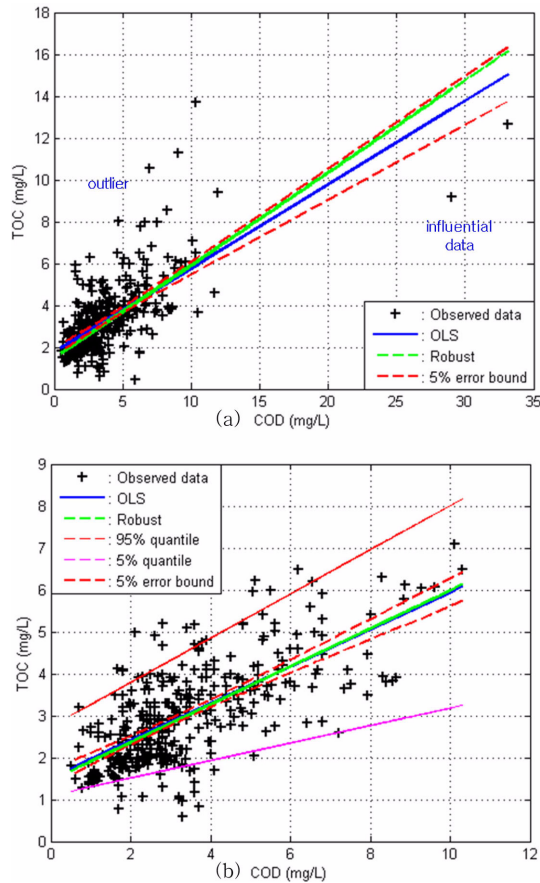 18
16
14
12
10
8
6
4
2
0
TOC (mg/L)
outlier
influential
data
+ : Observed data
: OLS
: Robust
: 5% error bound
0 5 10 15 20 25 30 35
(a) COD (mg/L)
9
8
7
6
5
4
3
2
1
0
TOC (mg/L)
+ : Observed data
: OLS
: Robust
: 95% quantile
: 5% quantile
: 5% error bound
0 2 4 6 8 10 12
(b) COD (mg/L)